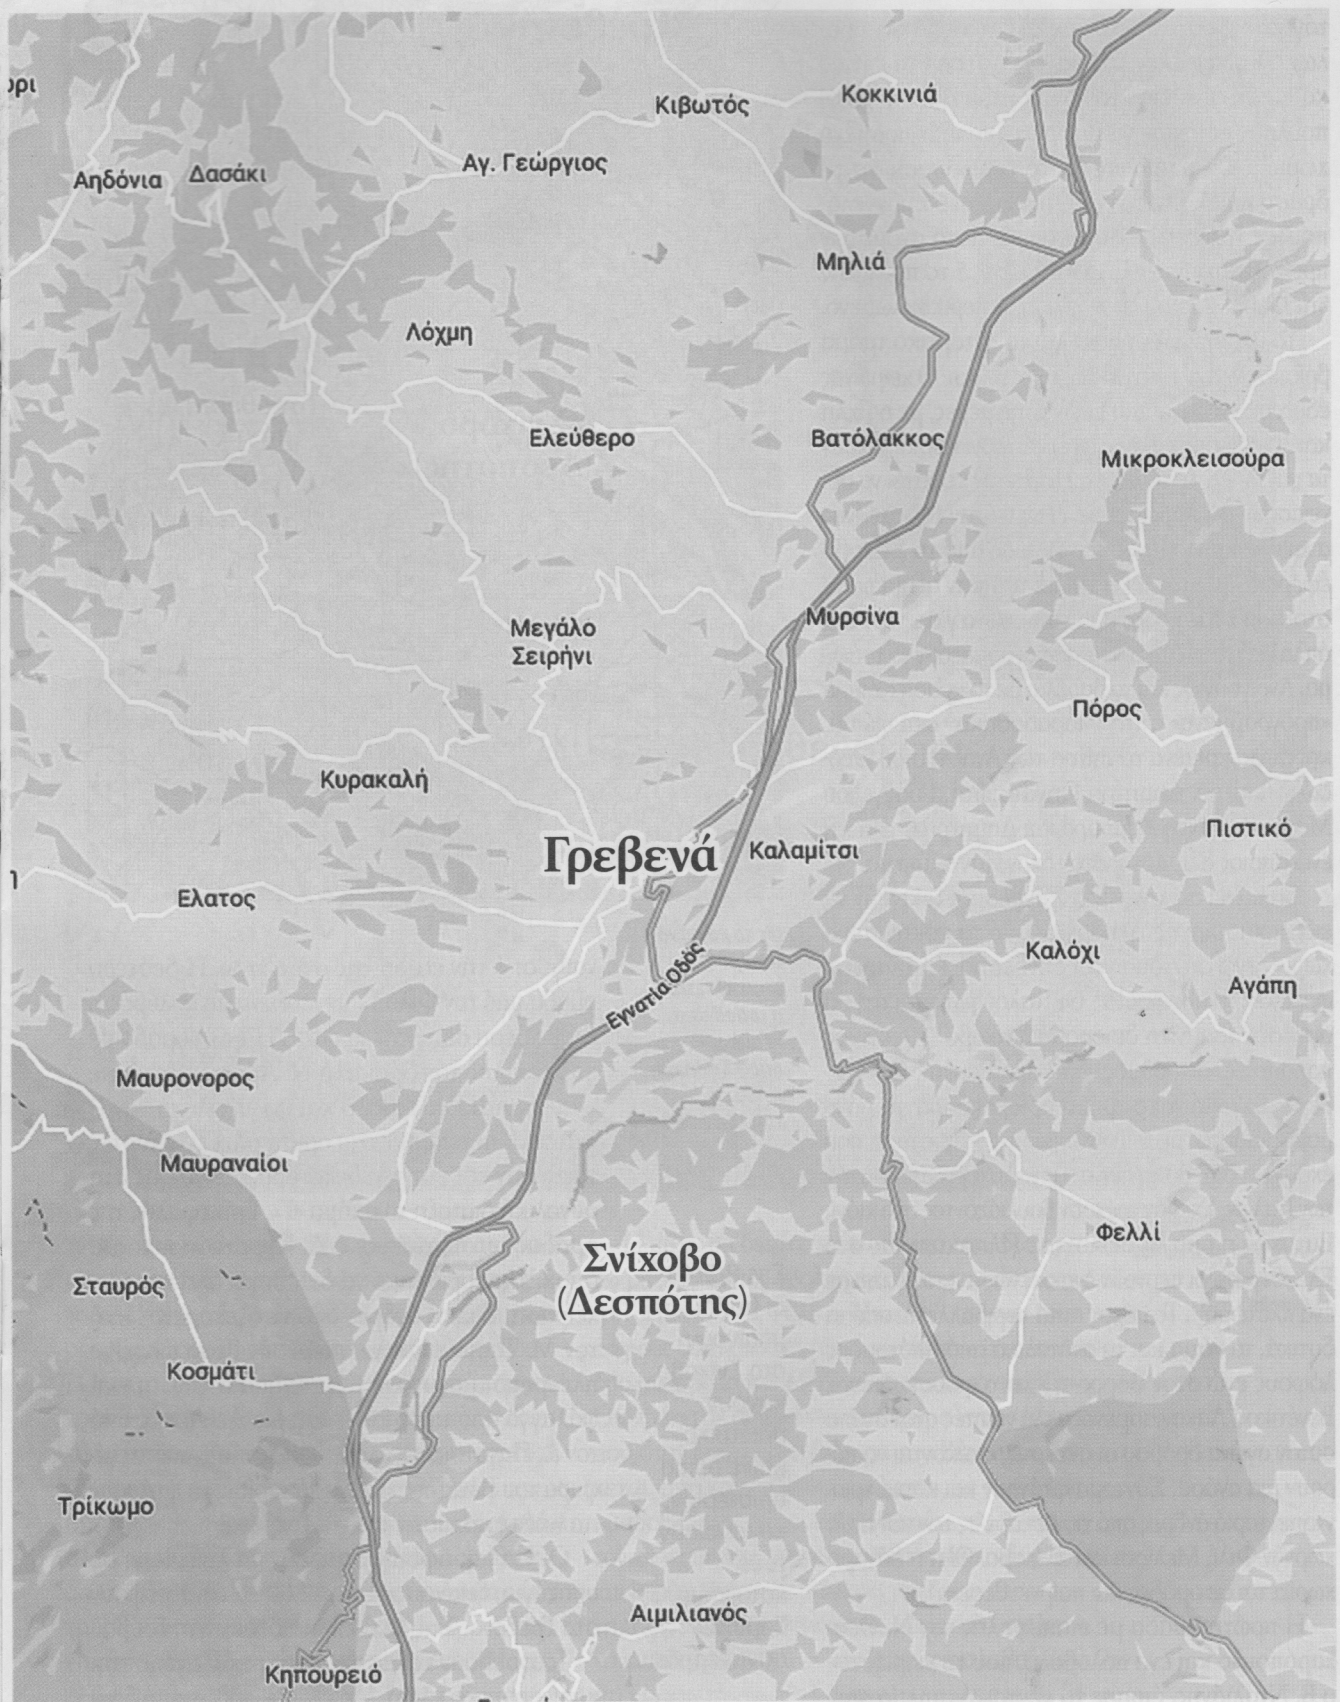 Κιβωτός
Κοκκινιά
Αγ. Γεώργιος
Αηδόνια
Δασάκι
Μηλιά
Λόχμη
Ελεύθερο
Βατόλακκος
Μικροκλεισούρα
Μυρσίνα
Μεγάλο
Σειρήνι
Πόρος
Κυρακαλή
Πιστικό
Γρεβενά
Καλαμίτσι
Ελατος
Καλόχι
Εγνατία Οδός
Αγάπη
Μαυρονορος
Μαυραναίοι
Φελλί
Σνίχοβο
(Δεσπότης)
Σταυρός
Κοσμάτι
Τρίκωμο
Αιμιλιανός
Κηπουρειό